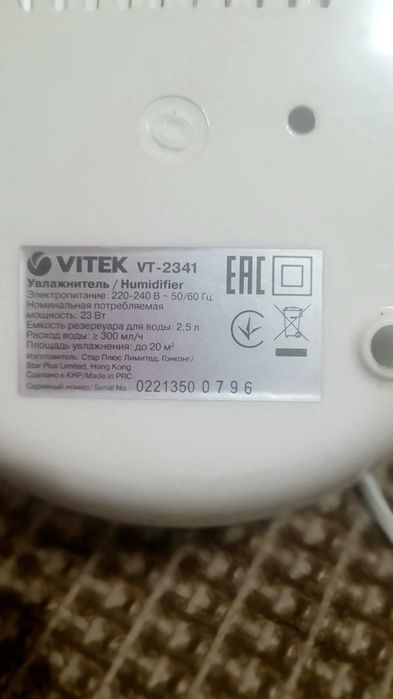 VITEK VT-2341
Увлажнитель / Humidifier
Электропитание: 220-240 В ~ 50/60 Гц
Номинальная потребляемая
мощность: 23 Вт
Емкость резервуара для воды: 2,5 л
Расход воды: ≥ 300 мл/ч
Площадь увлажнения: до 20 м²
Изготовитель: Стар Плюс Лимитед, Гонконг/
Star Plus Limited, Hong Kong
Сделано в КНР/Made in PRC
Серийный номер/ Serial No.: 0221350 0796
EAC